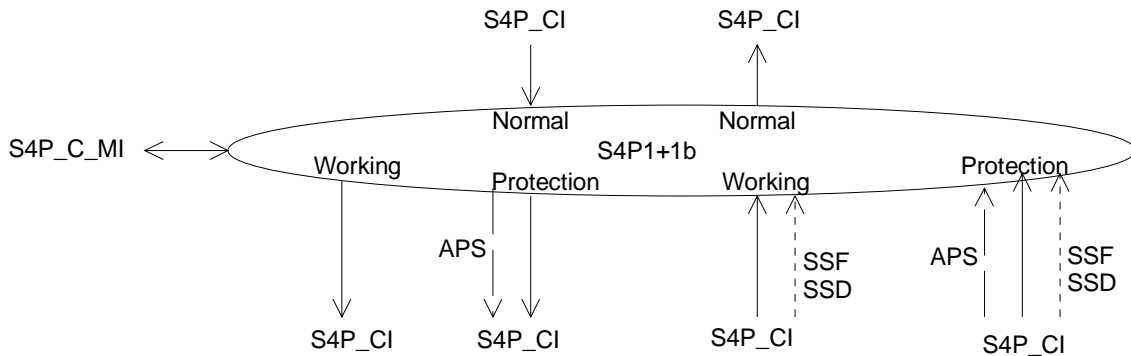 S4P_CI S4P_CI
Normal Normal
S4P_C_MI S4P1+1b
Working Protection Working Protection
APS SSF SSD APS SSF SSD
S4P_CI S4P_CI S4P_CI S4P_CI